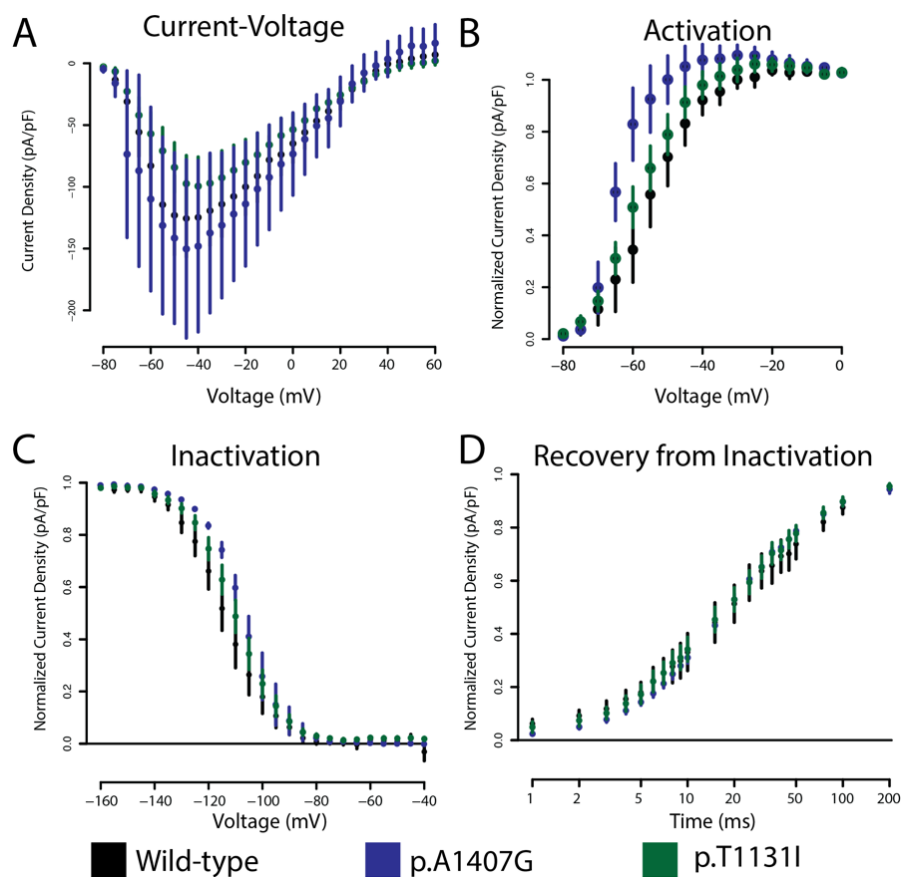 A Current-Voltage
Current Density (pA/pF)
0
−50
−100
−150
−200
−80 −60 −40 −20 0 20 40 60
Voltage (mV)
B Activation
Normalized Current Density (pA/pF)
1.0
0.8
0.6
0.4
0.2
0.0
−80 −60 −40 −20 0
Voltage (mV)
C Inactivation
Normalized Current Density (pA/pF)
1.0
0.8
0.6
0.4
0.2
0.0
−160 −140 −120 −100 −80 −60 −40
Voltage (mV)
D Recovery from Inactivation
Normalized Current Density (pA/pF)
1.0
0.8
0.6
0.4
0.2
0.0
1 2 5 10 20 50 100 200
Time (ms)
Wild-type p.A1407G p.T1131I